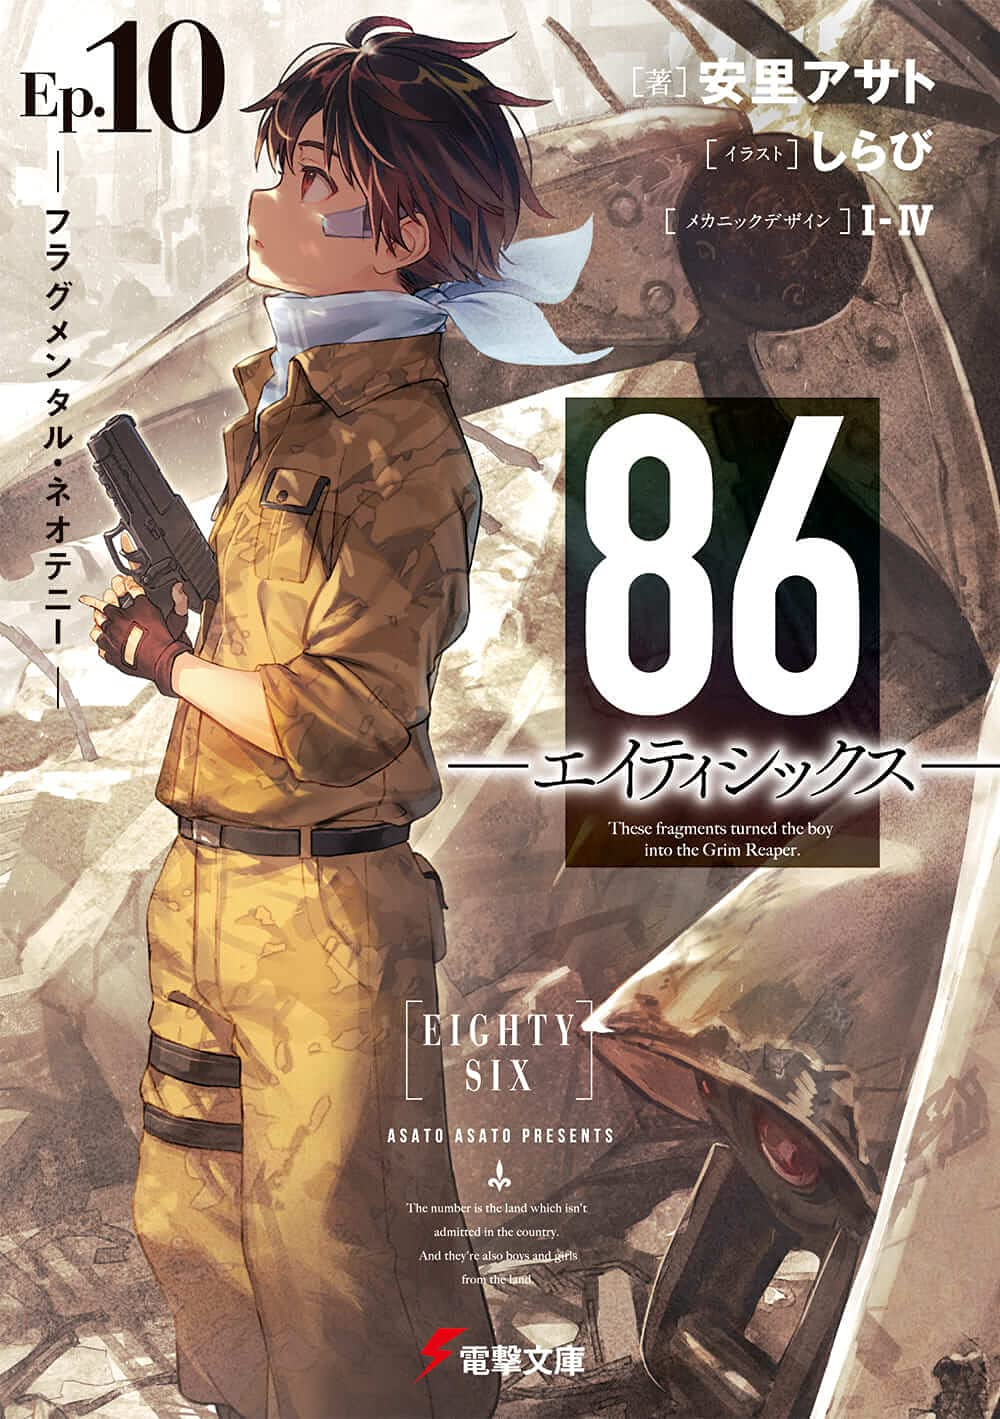 Ep.10
―フラグメンタル・ネオテニー―
[著]安里アサト
[イラスト]しらび
[メカニックデザイン]I-Ⅳ
86
―エイティシックス―
These fragments turned the boy
into the Grim Reaper.
[EIGHTY
SIX]
ASATO ASATO PRESENTS
The number is the land which isn't
admitted in the country.
And they're also boys and girls
from the land.
電撃文庫